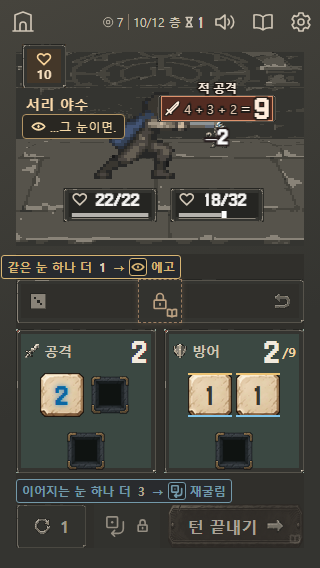 7 10/12 층 1
10
적 공격
서리 야수
4 + 3 + 2 = 9
...그 눈이면.
-2
22/22
18/32
같은 눈 하나 더 1 → 예고
공격 2
방어 2/9
2
1 1
이어지는 눈 하나 더 3 → 재굴림
1
턴 끝내기